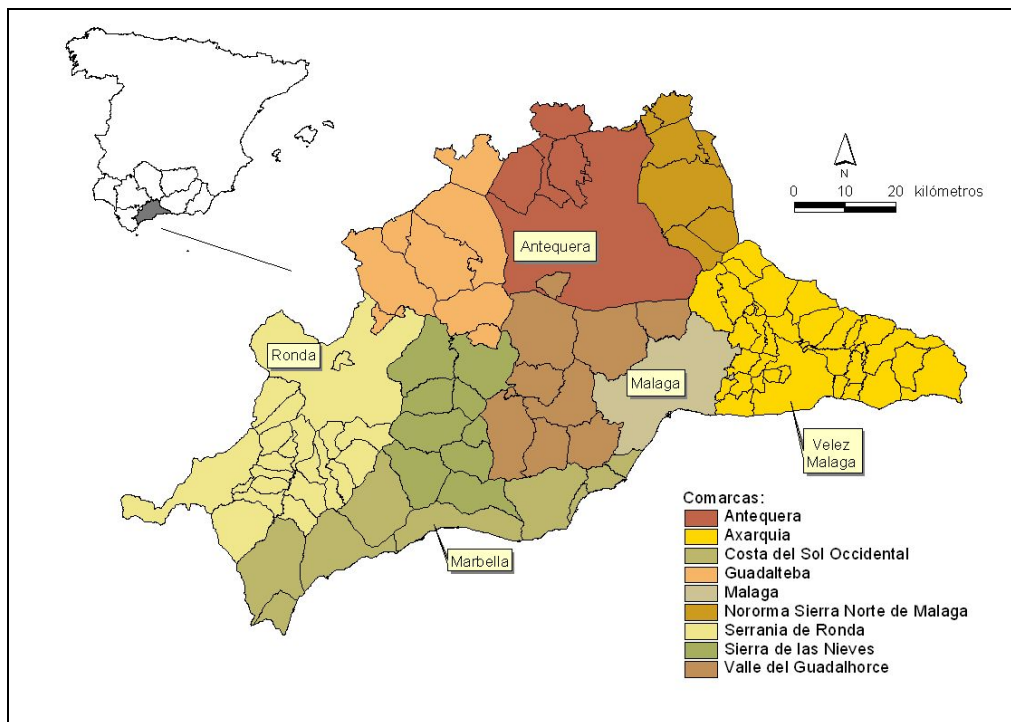 N
0 10 20 kilómetros
Antequera
Ronda
Malaga
Velez
Malaga
Marbella
Comarcas:
Antequera
Axarquia
Costa del Sol Occidental
Guadalteba
Malaga
Nororma Sierra Norte de Malaga
Serrania de Ronda
Sierra de las Nieves
Valle del Guadalhorce